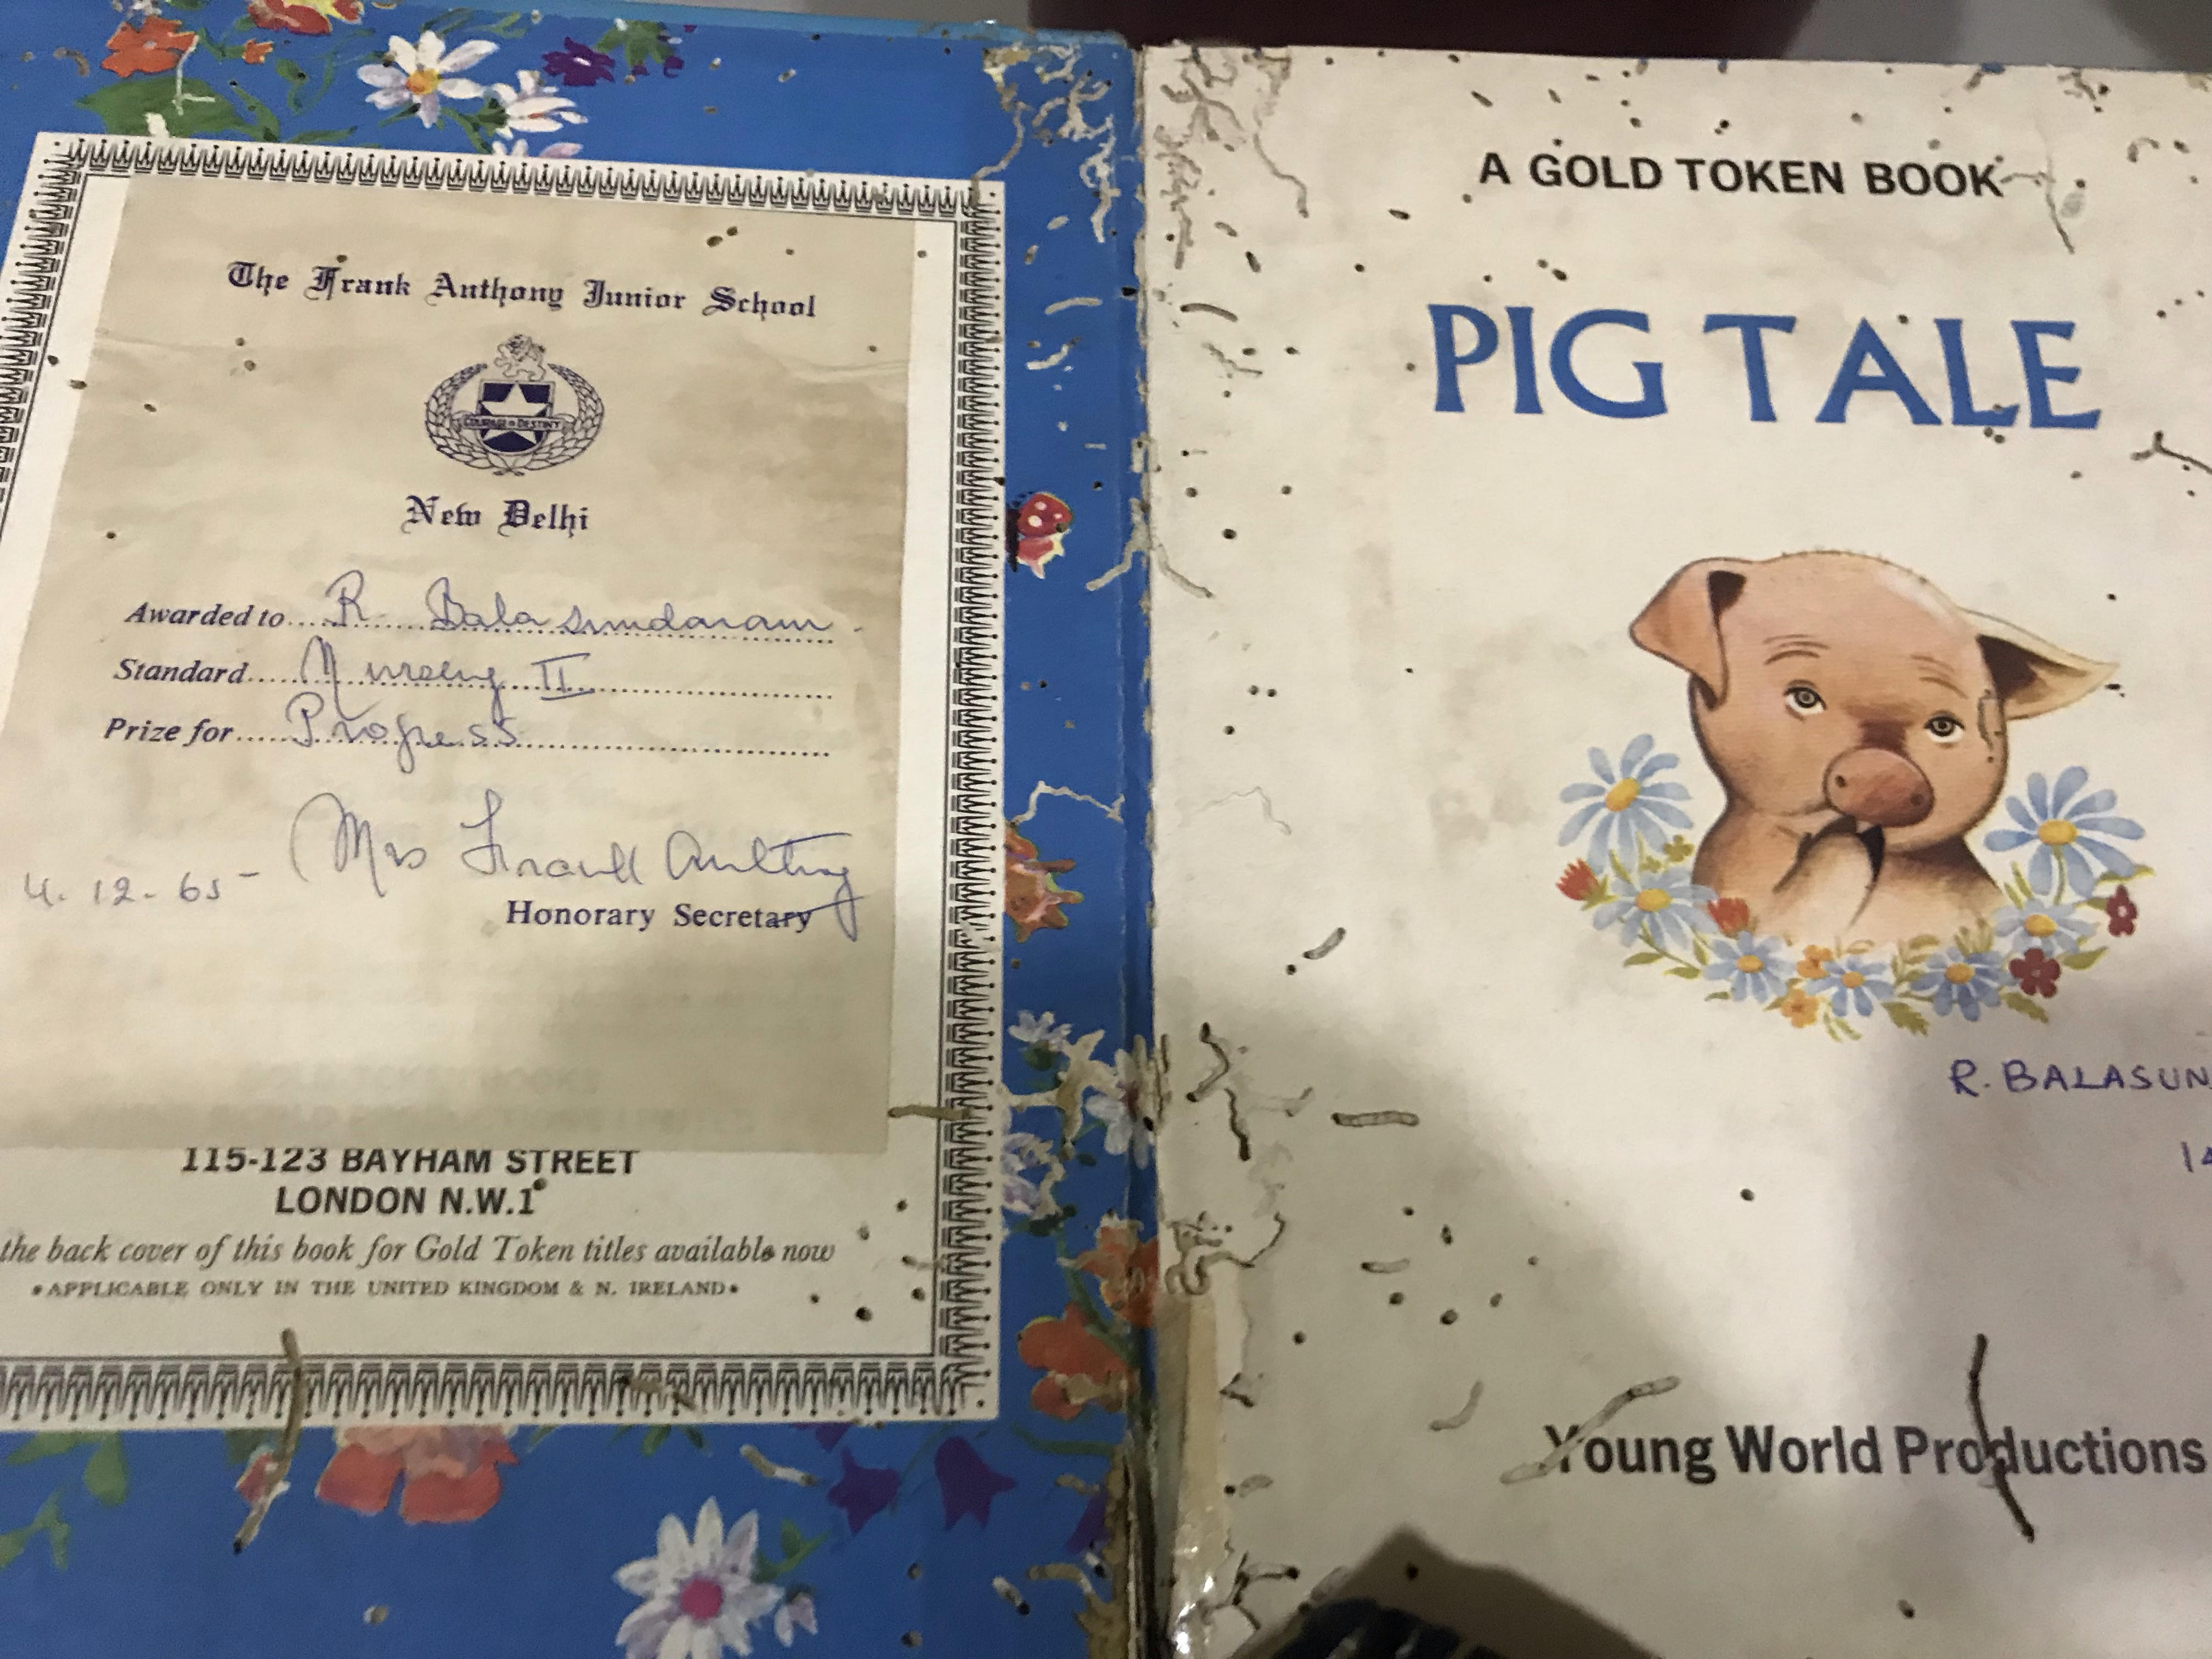 The Frank Anthony Junior School
COURAGE IS DESTINY
New Delhi
Awarded to R. Balasundaram.
Standard Nursery II
Prize for Progress
4. 12. 65 - Mrs Frank Anthony
Honorary Secretary
115-123 BAYHAM STREET
LONDON N.W.1
the back cover of this book for Gold Token titles available now
•APPLICABLE ONLY IN THE UNITED KINGDOM & N. IRELAND•
A GOLD TOKEN BOOK
PIG TALE
R. BALASUN
Young World Productions